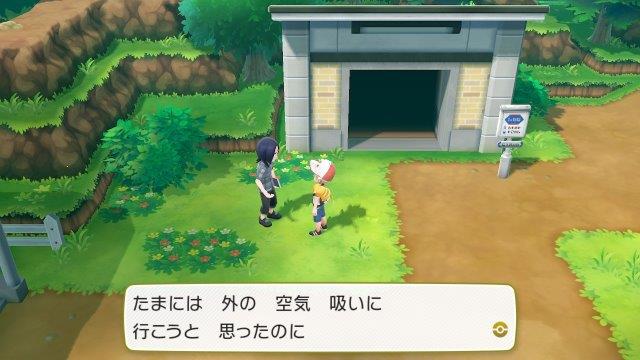 たまには　外の　空気　吸いに
行こうと　思ったのに